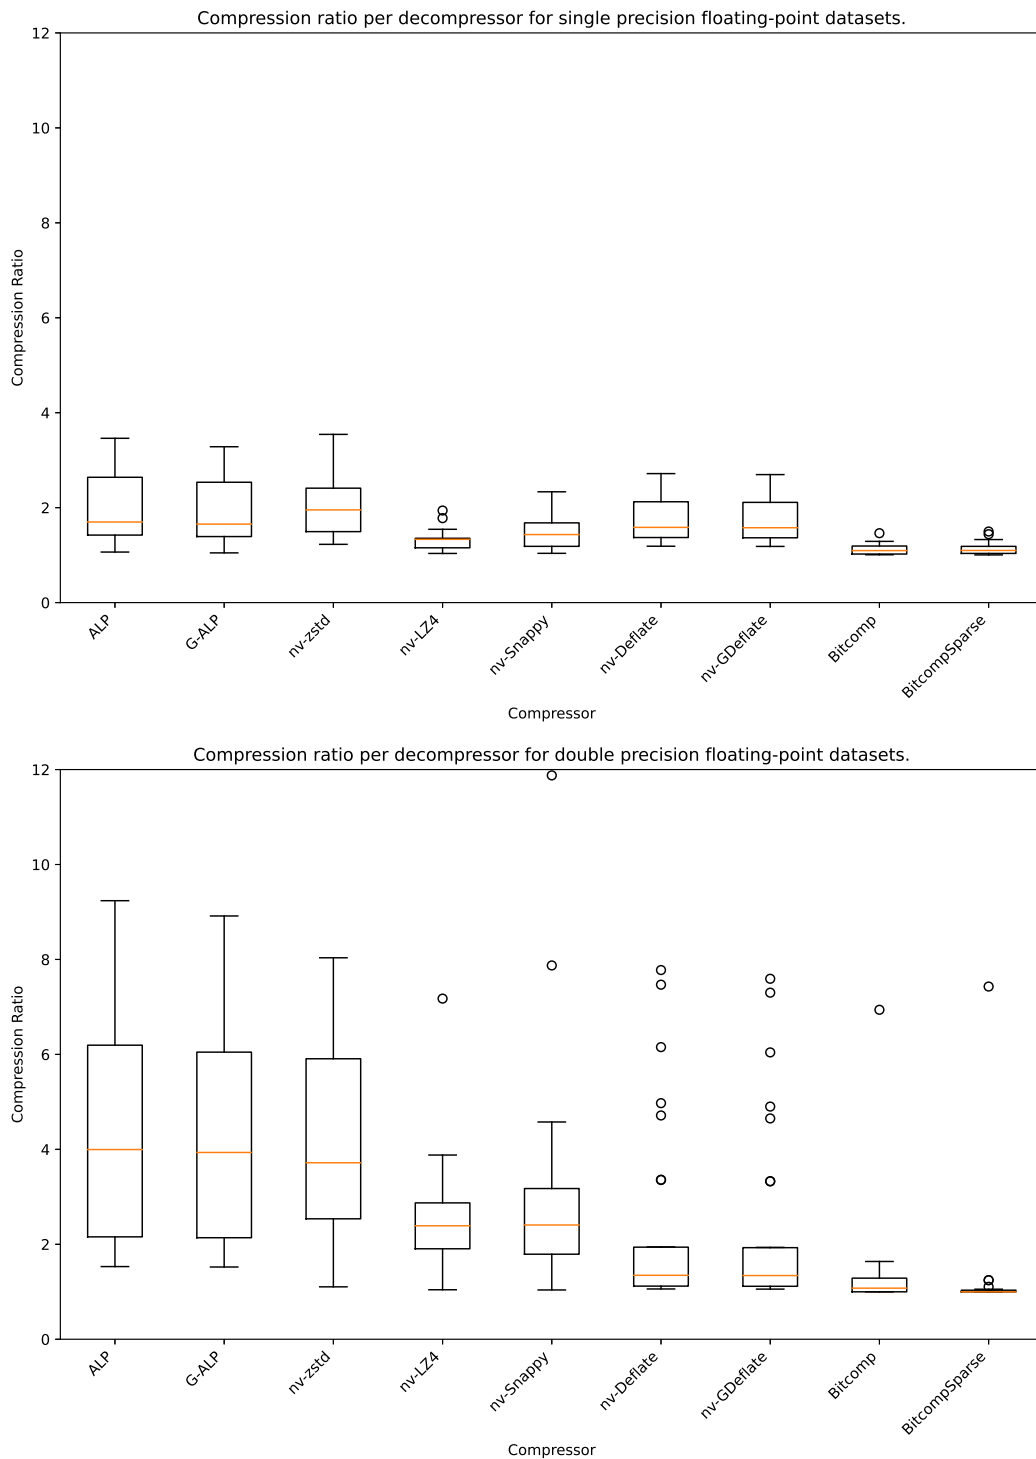 Compression ratio per decompressor for single precision floating-point datasets.
12
10
8
6
4
2
0
Compression Ratio
ALP
G-ALP
nv-zstd
nv-LZ4
nv-Snappy
nv-Deflate
nv-GDeflate
Bitcomp
BitcompSparse
Compressor
Compression ratio per decompressor for double precision floating-point datasets.
12
10
8
6
4
2
0
Compression Ratio
ALP
G-ALP
nv-zstd
nv-LZ4
nv-Snappy
nv-Deflate
nv-GDeflate
Bitcomp
BitcompSparse
Compressor